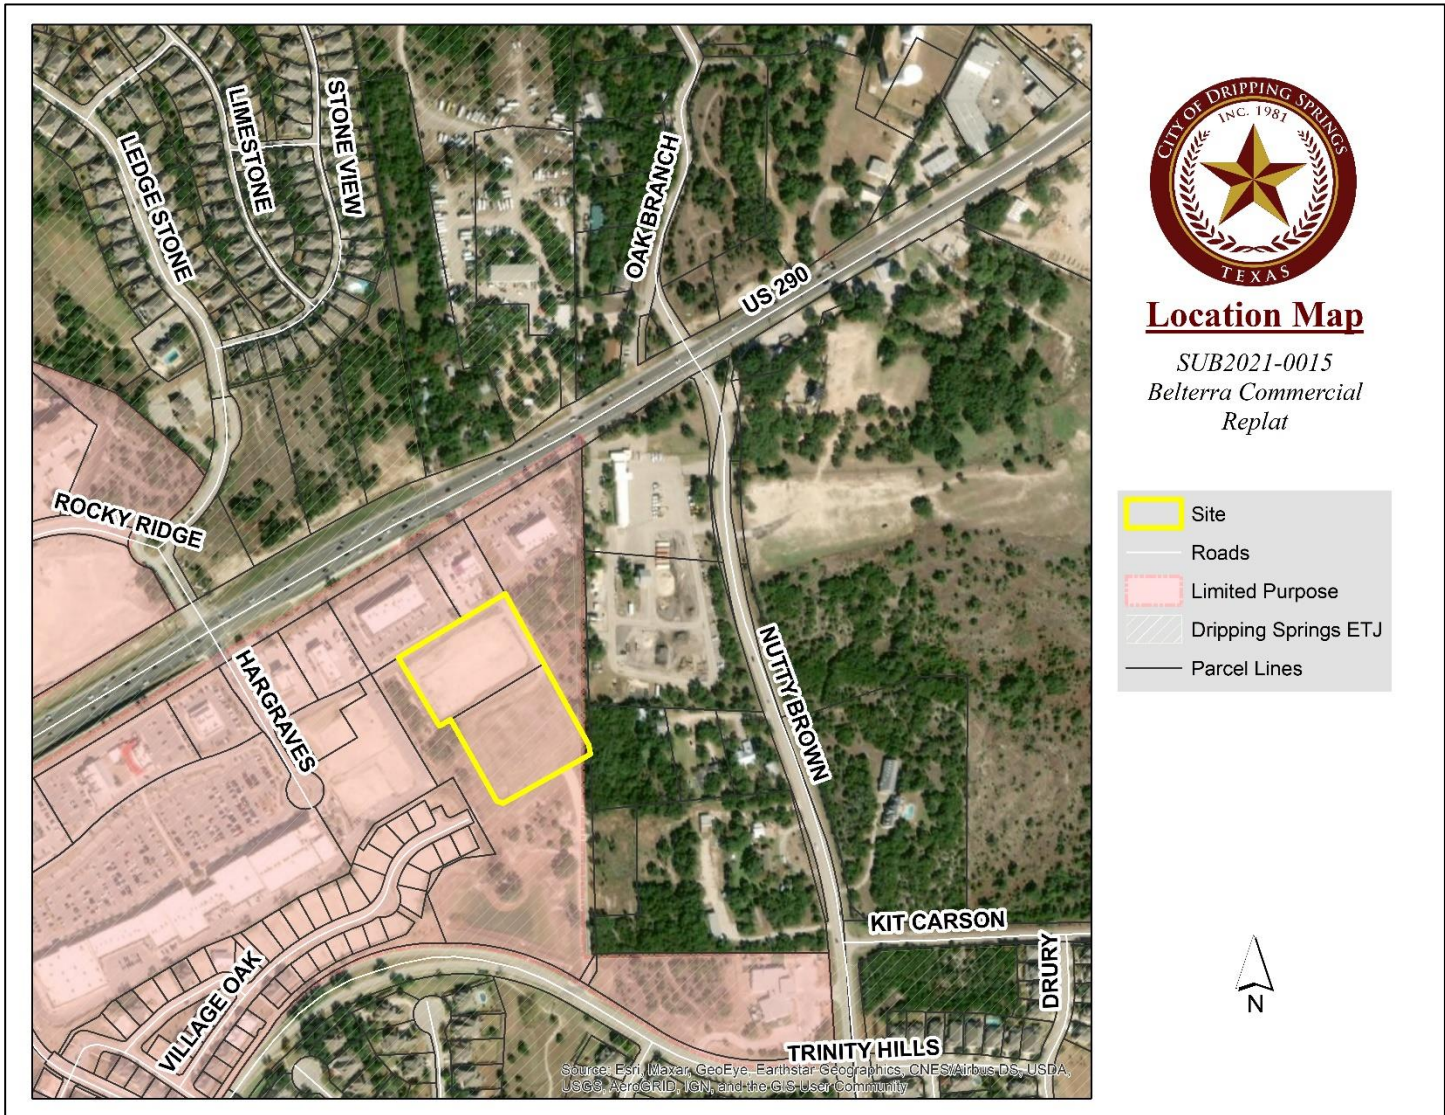 STONE VIEW
LIMESTONE
LEDGE STONE
OAK BRANCH
US 290
ROCKY RIDGE
HARGRAVES
NUTTY BROWN
KIT CARSON
DRURY
VILLAGE OAK
TRINITY HILLS
Source: Esri, Maxar, GeoEye, Earthstar Geographics, CNES/Airbus DS, USDA,
USGS, AeroGRID, IGN, and the GIS User Community
CITY OF DRIPPING SPRINGS
INC. 1981
TEXAS
Location Map
SUB2021-0015
Belterra Commercial
Replat
Site
Roads
Limited Purpose
Dripping Springs ETJ
Parcel Lines
N